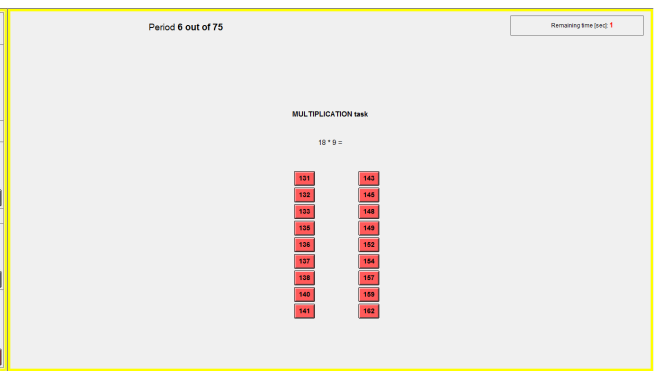 Period 6 out of 75
Remaining time [sec]: 1
MULTIPLICATION task
18 * 9 =
131 143
132 145
133 148
135 149
136 152
137 154
138 157
140 159
141 162